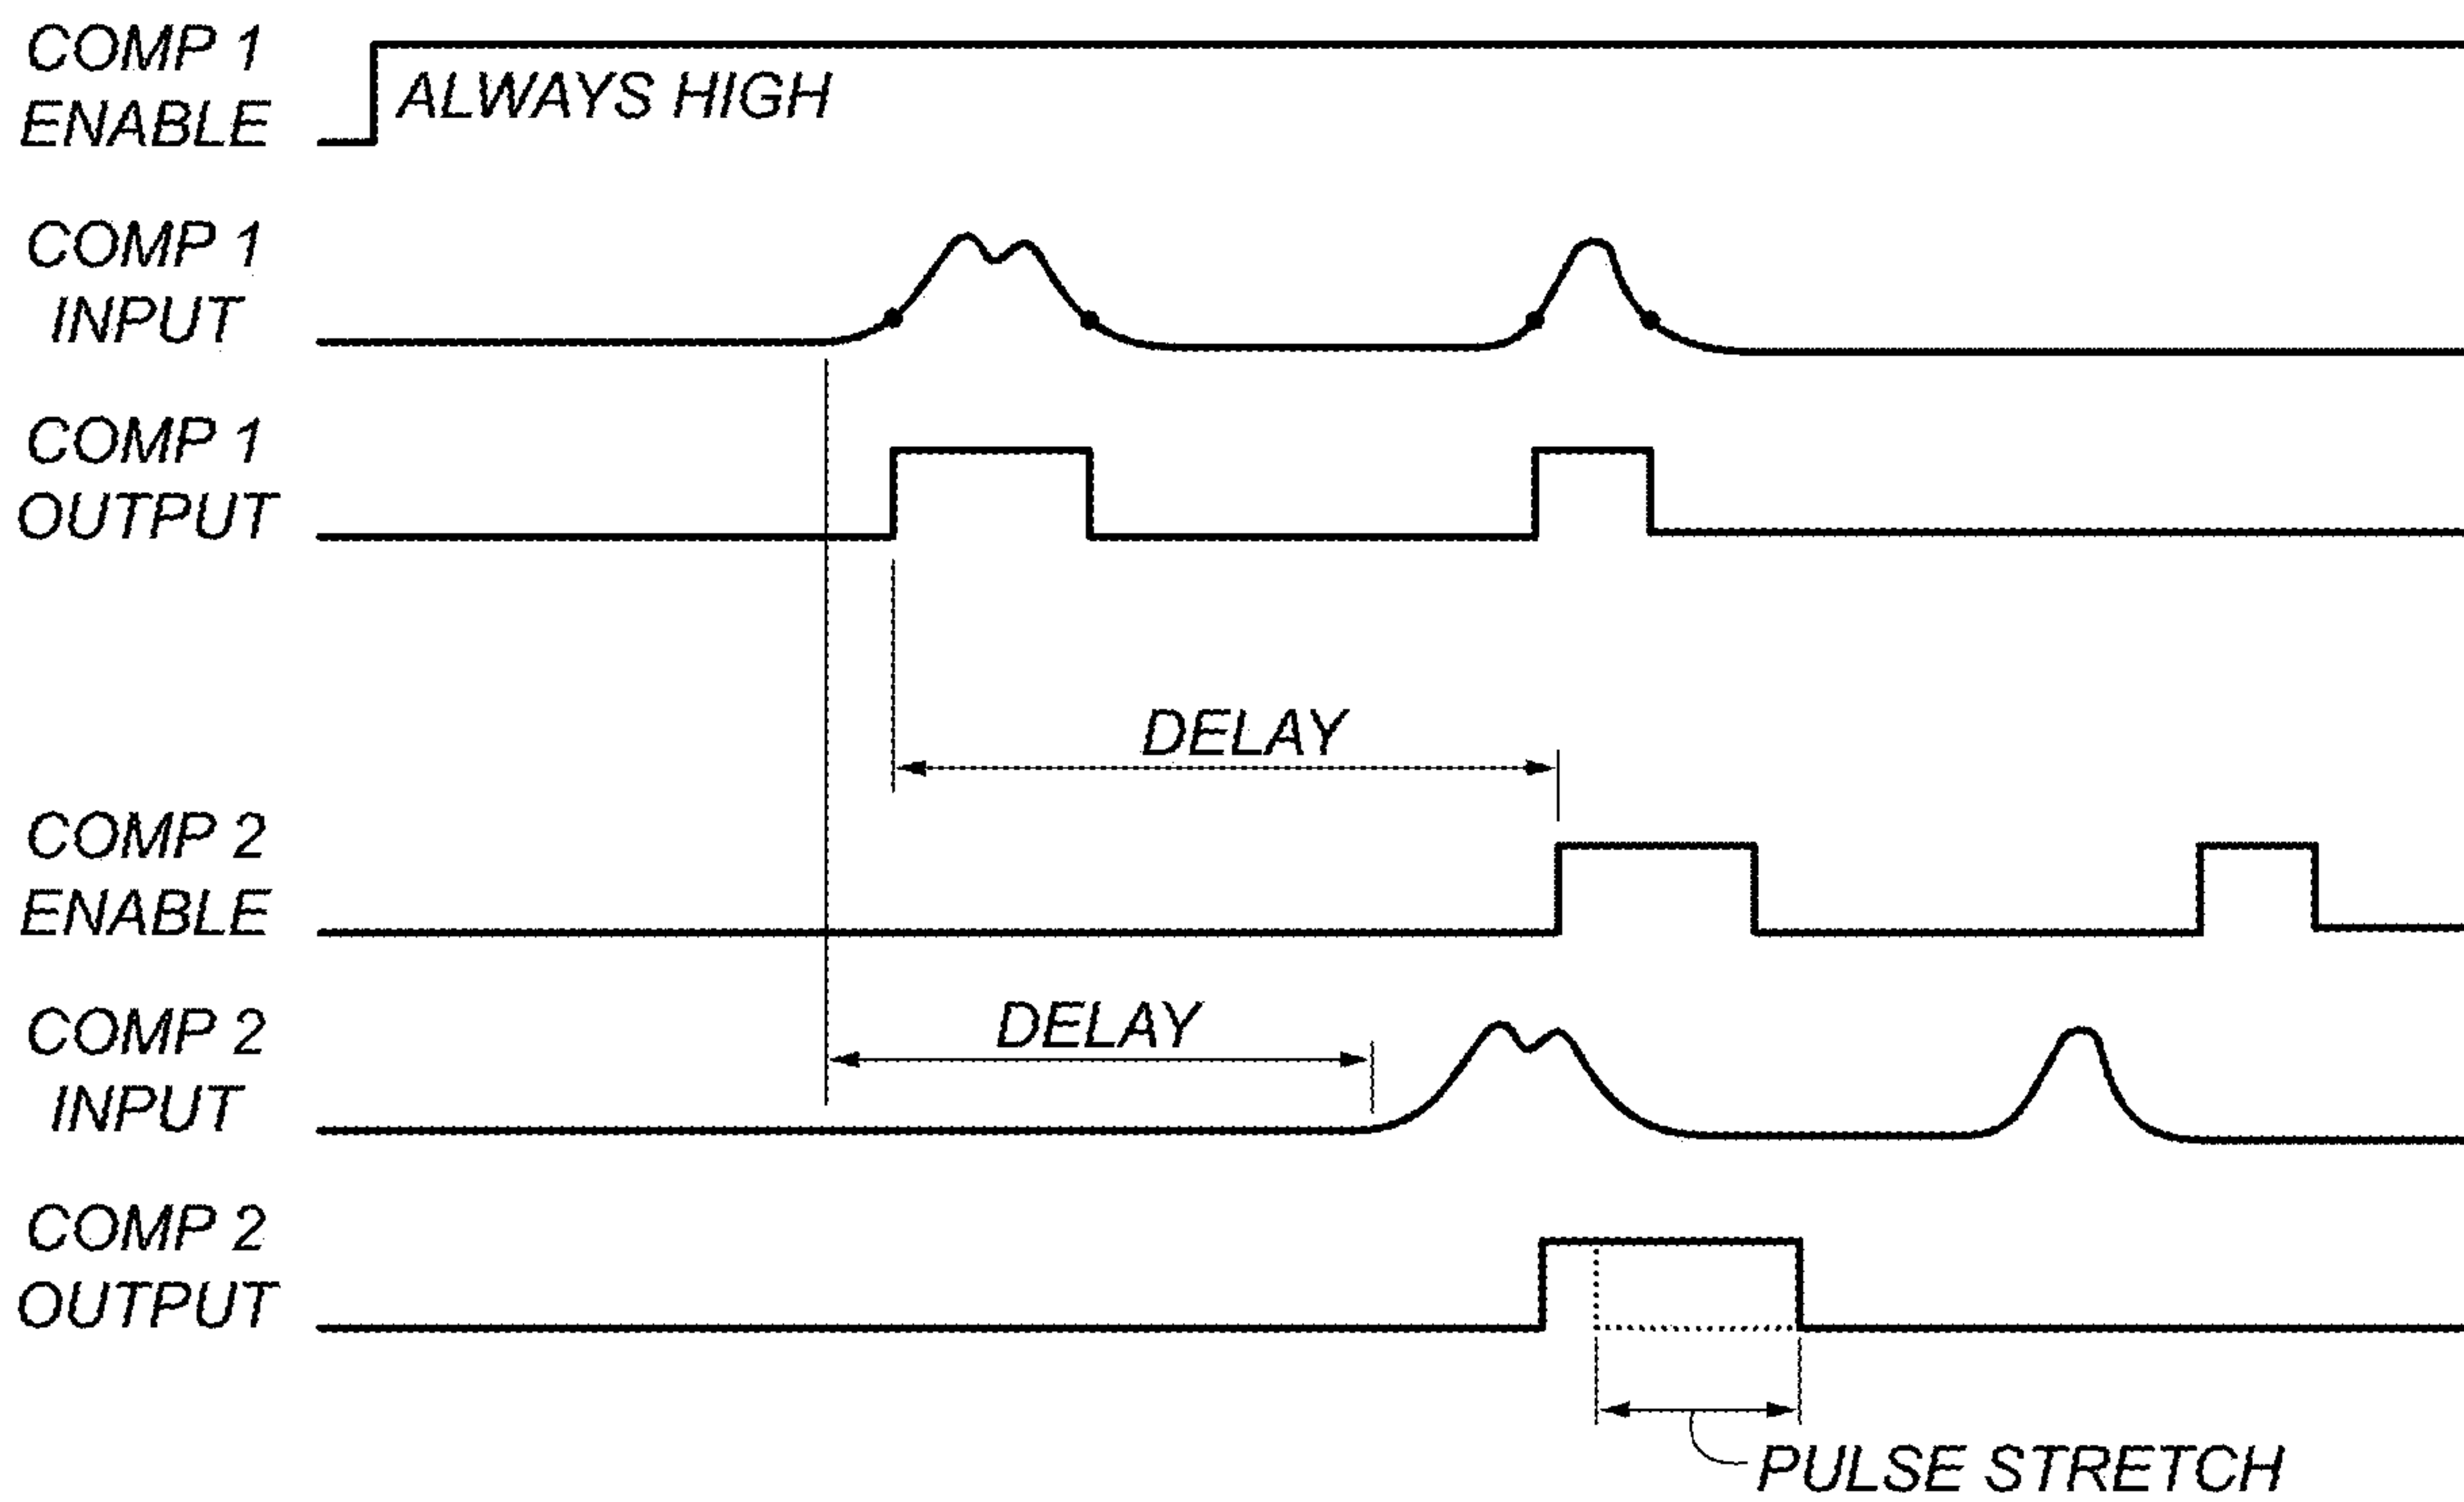 COMP 1
ENABLE
ALWAYS HIGH
COMP 1
INPUT
COMP 1
OUTPUT
DELAY
COMP 2
ENABLE
DELAY
COMP 2
INPUT
COMP 2
OUTPUT
PULSE STRETCH